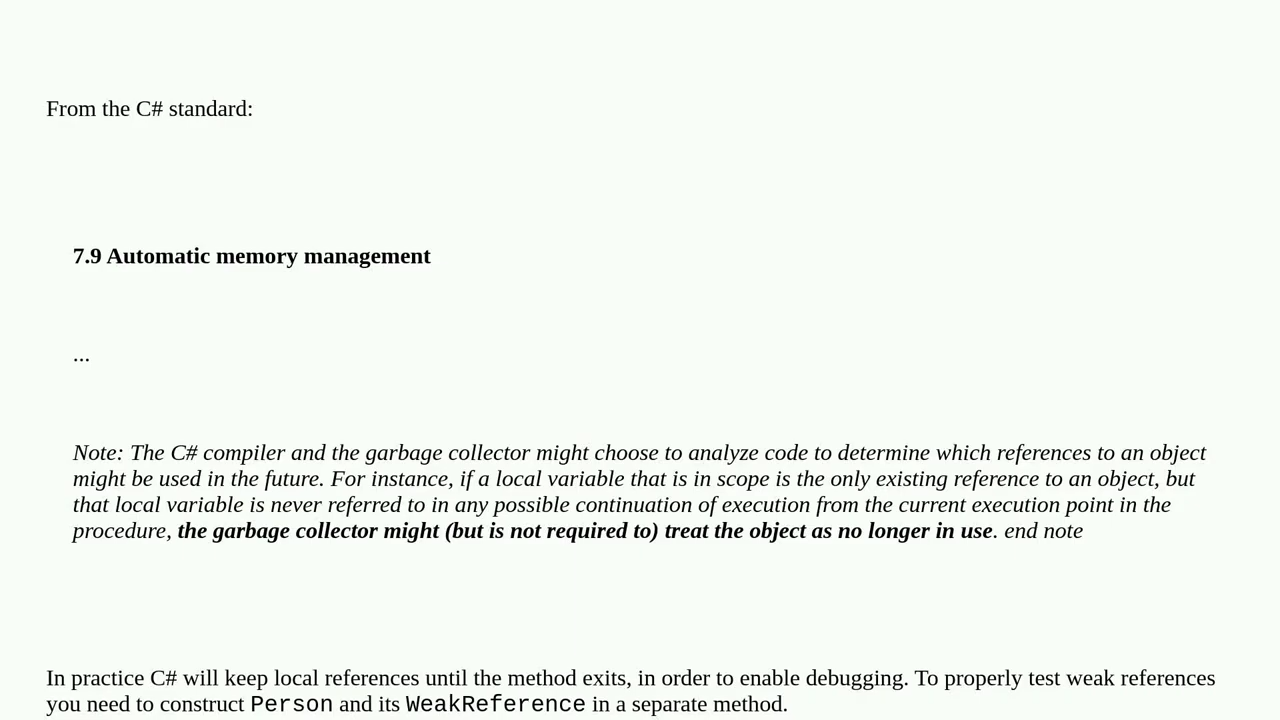 From the C# standard:
7.9 Automatic memory management
...
Note: The C# compiler and the garbage collector might choose to analyze code to determine which references to an object
might be used in the future. For instance, if a local variable that is in scope is the only existing reference to an object, but
that local variable is never referred to in any possible continuation of execution from the current execution point in the
procedure, the garbage collector might (but is not required to) treat the object as no longer in use. end note
In practice C# will keep local references until the method exits, in order to enable debugging. To properly test weak references
you need to construct Person and its WeakReference in a separate method.